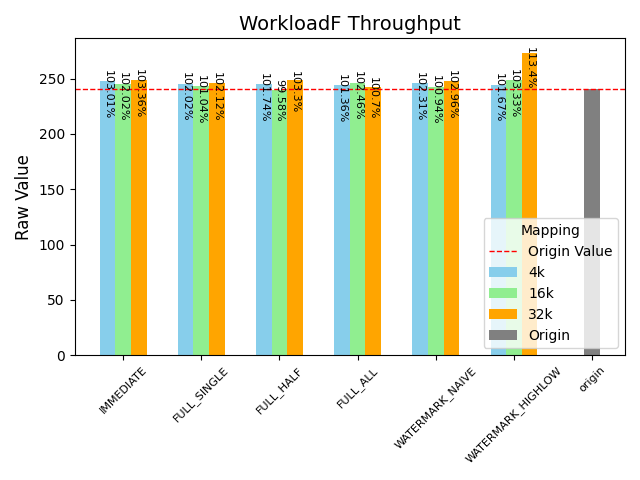 WorkloadF Throughput
Raw Value
250
200
150
100
50
0
103.01%
102.02%
103.36%
102.02%
101.04%
102.12%
101.74%
99.58%
103.3%
101.36%
102.46%
100.7%
102.31%
100.94%
102.96%
101.67%
103.33%
113.4%
Mapping
Origin Value
4k
16k
32k
Origin
IMMEDIATE
FULL_SINGLE
FULL_HALF
FULL_ALL
WATERMARK_NAIVE
WATERMARK_HIGHLOW
origin